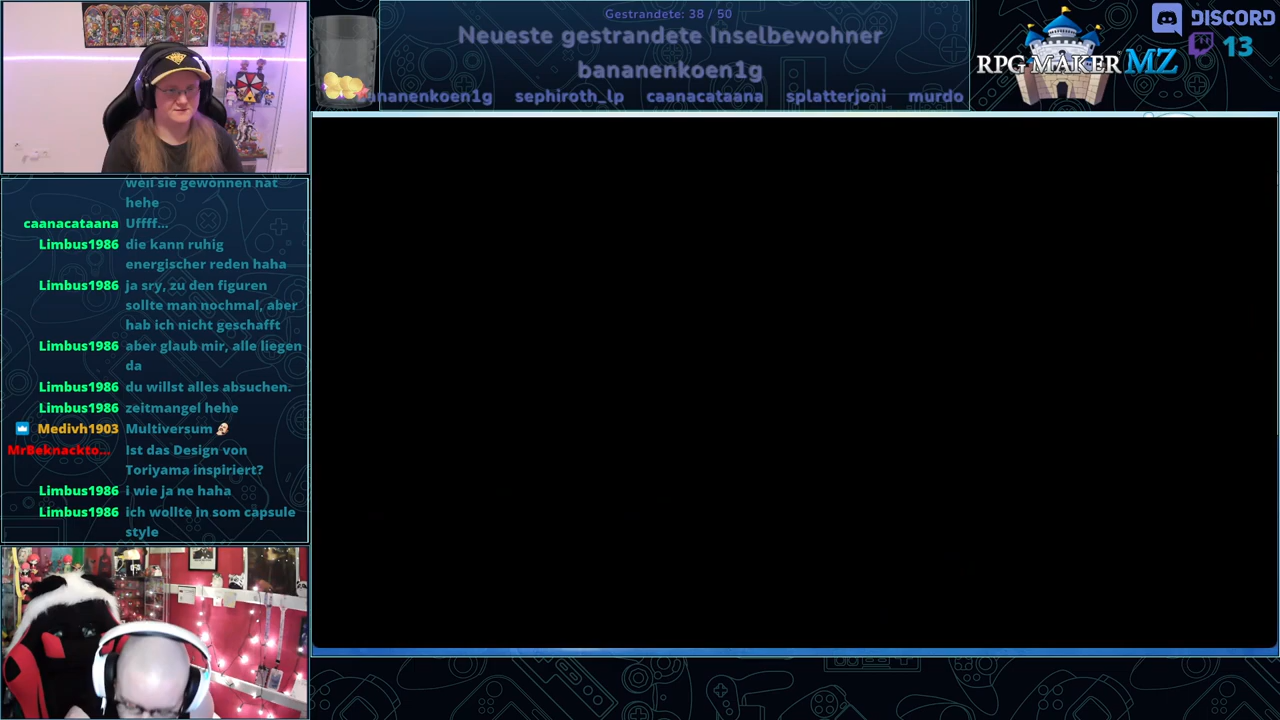 Gestrandete: 38 / 50
Neueste gestrandete Inselbewohner
bananenkoen1g
ananenkoen1g sephiroth_lp caanacataana splatterjoni murdo
RPG MAKER MZ
DISCORD
13
weil sie gewonnen hat
hehe
caanacataana Uffff...
Limbus1986 die kann ruhig
energischer reden haha
Limbus1986 ja sry, zu den figuren
sollte man nochmal, aber
hab ich nicht geschafft
Limbus1986 aber glaub mir, alle liegen
da
Limbus1986 du willst alles absuchen.
Limbus1986 zeitmangel hehe
Medivh1903 Multiversum
MrBeknackto... Ist das Design von
Toriyama inspiriert?
Limbus1986 i wie ja ne haha
Limbus1986 ich wollte in som capsule
style